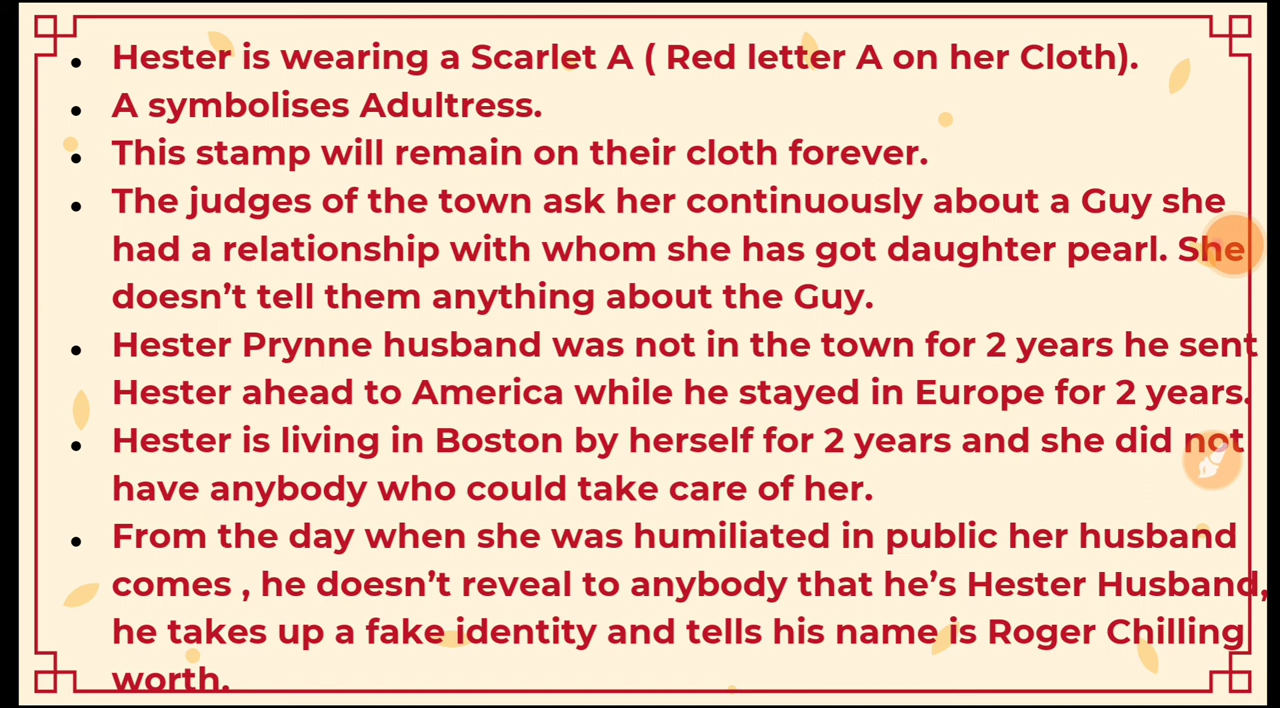 • Hester is wearing a Scarlet A ( Red letter A on her Cloth).
• A symbolises Adultress.
• This stamp will remain on their cloth forever.
• The judges of the town ask her continuously about a Guy she
had a relationship with whom she has got daughter pearl. She
doesn’t tell them anything about the Guy.
• Hester Prynne husband was not in the town for 2 years he sent
Hester ahead to America while he stayed in Europe for 2 years.
• Hester is living in Boston by herself for 2 years and she did not
have anybody who could take care of her.
• From the day when she was humiliated in public her husband
comes , he doesn’t reveal to anybody that he’s Hester Husband,
he takes up a fake identity and tells his name is Roger Chilling
worth.